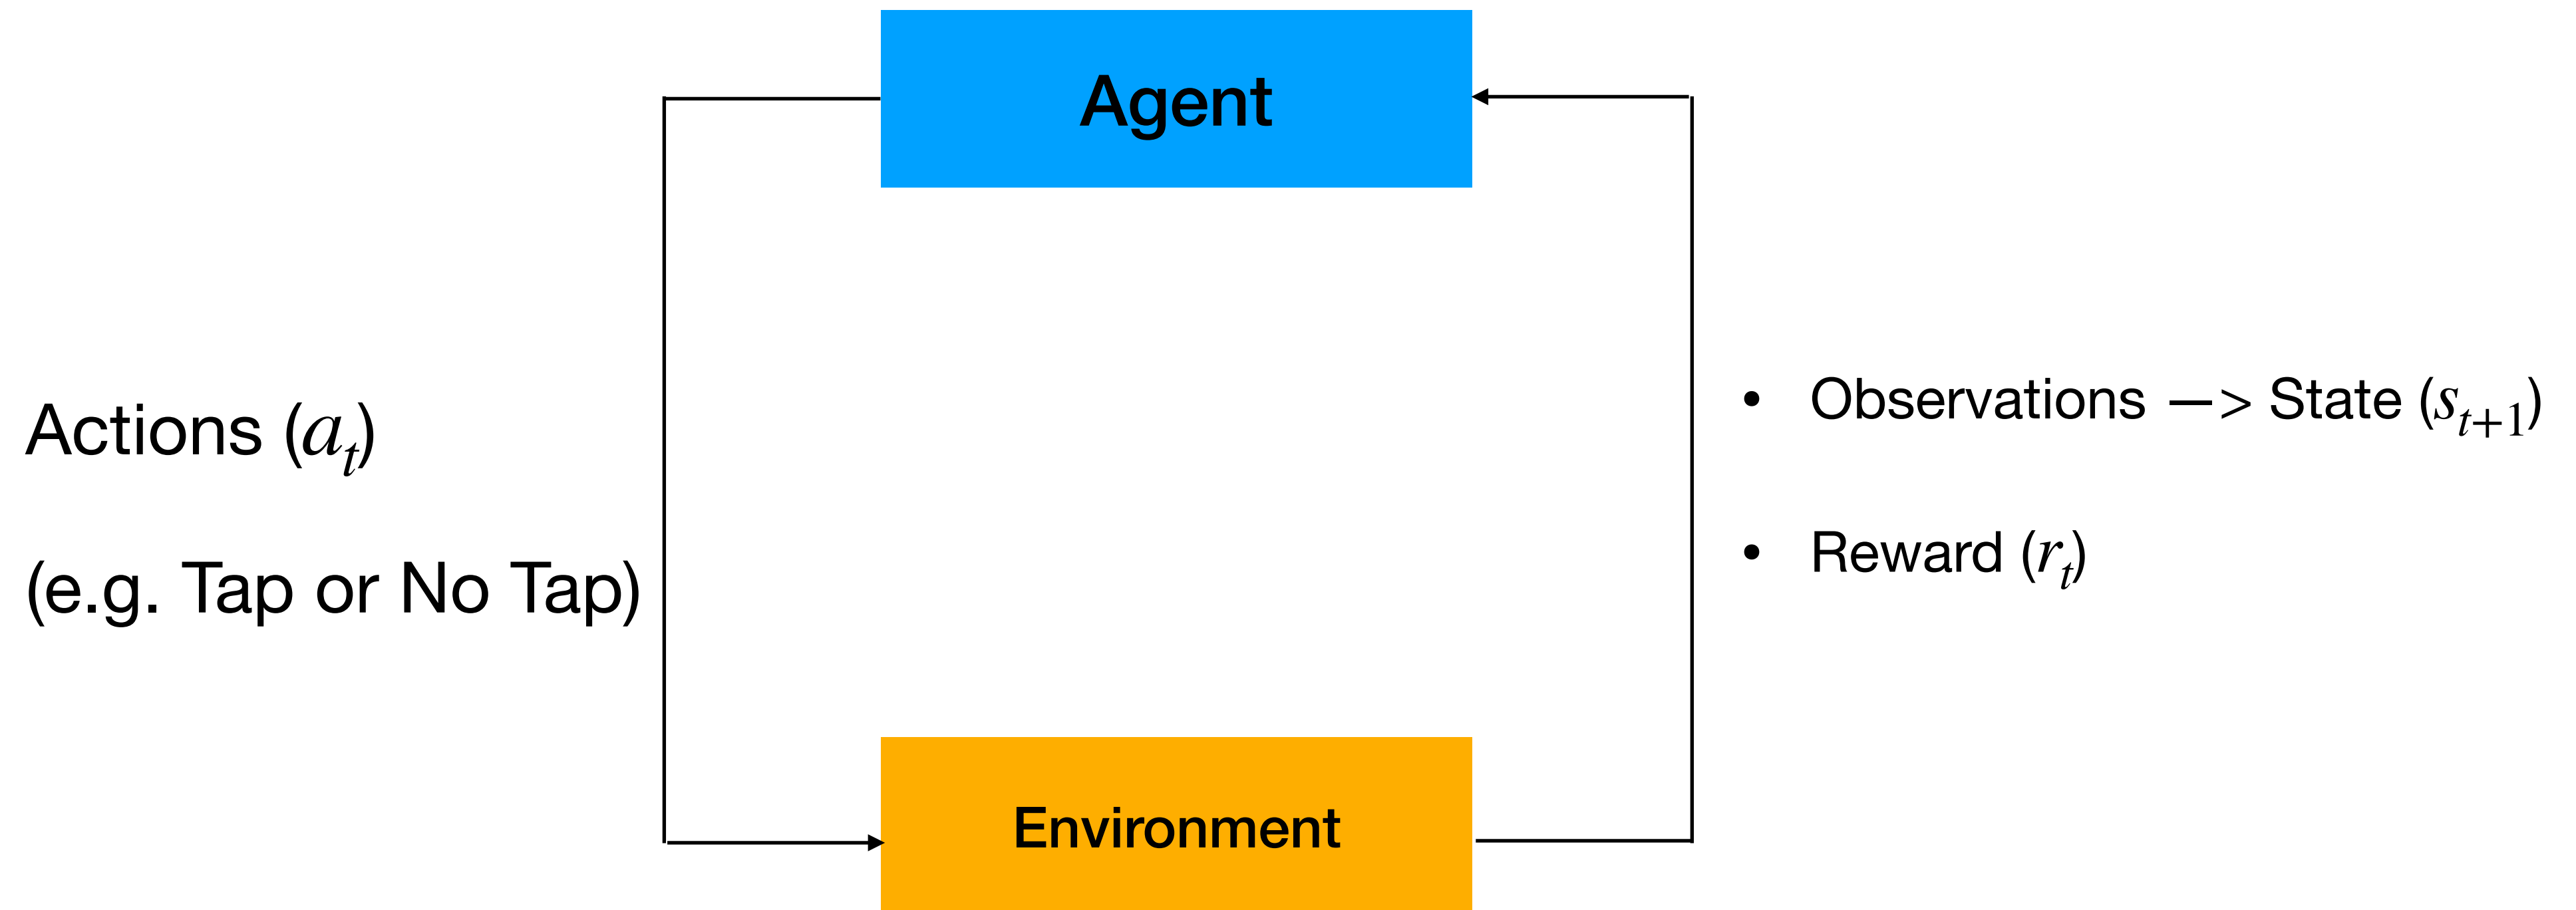 Agent
Actions (a_t)
(e.g. Tap or No Tap)
• Observations —> State (s_{t+1})
• Reward (r_t)
Environment